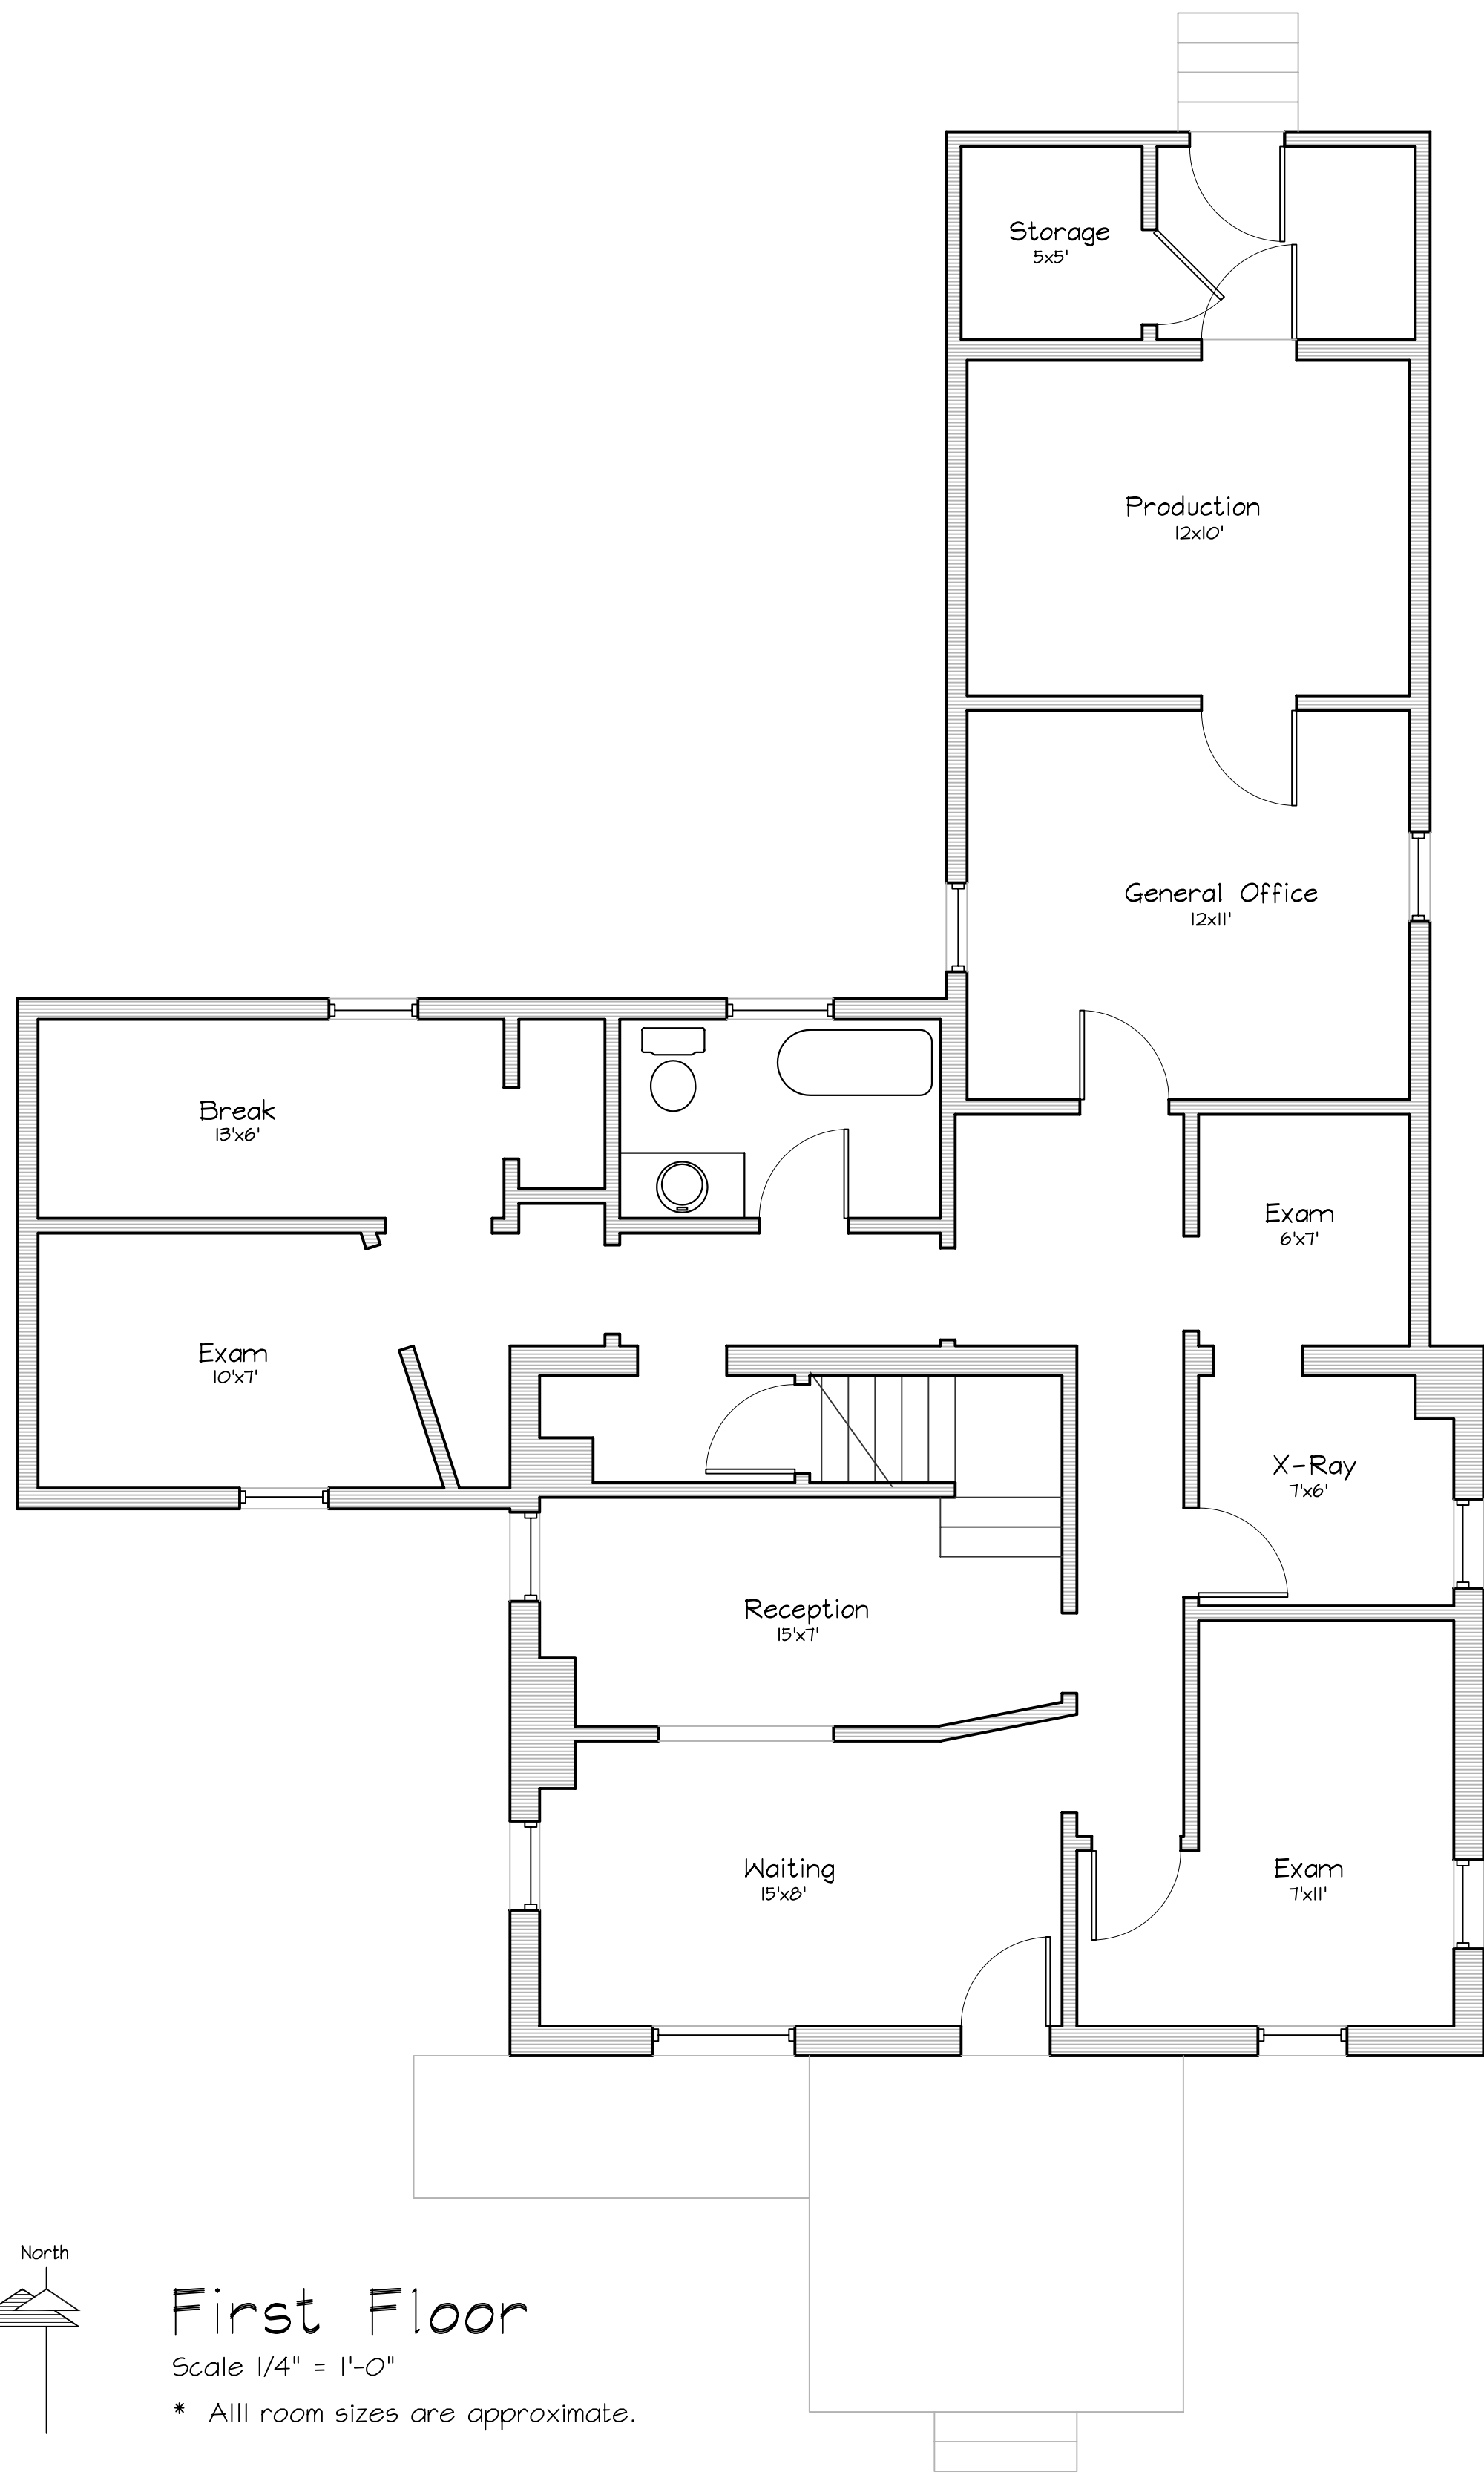 Storage
5x5'
Production
12x10'
General Office
12x11'
Break
13'x6'
Exam
6'x7'
Exam
10'x7'
X-Ray
7'x6'
Reception
15'x7'
Waiting
15'x8'
Exam
7'x11'
North
First Floor
Scale 1/4" = 1'-0"
* Alll room sizes are approximate.